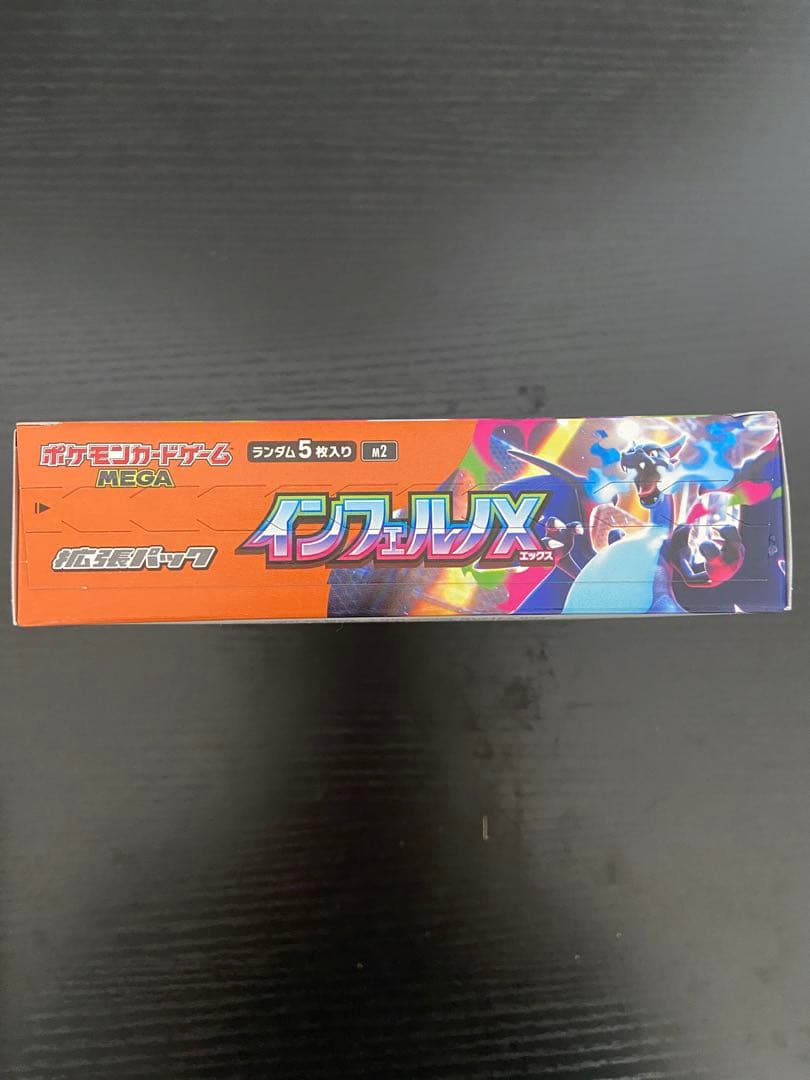 ポケモンカードゲーム
MEGA
ランダム5枚入り
M2
拡張パック
インフェルノX
エックス